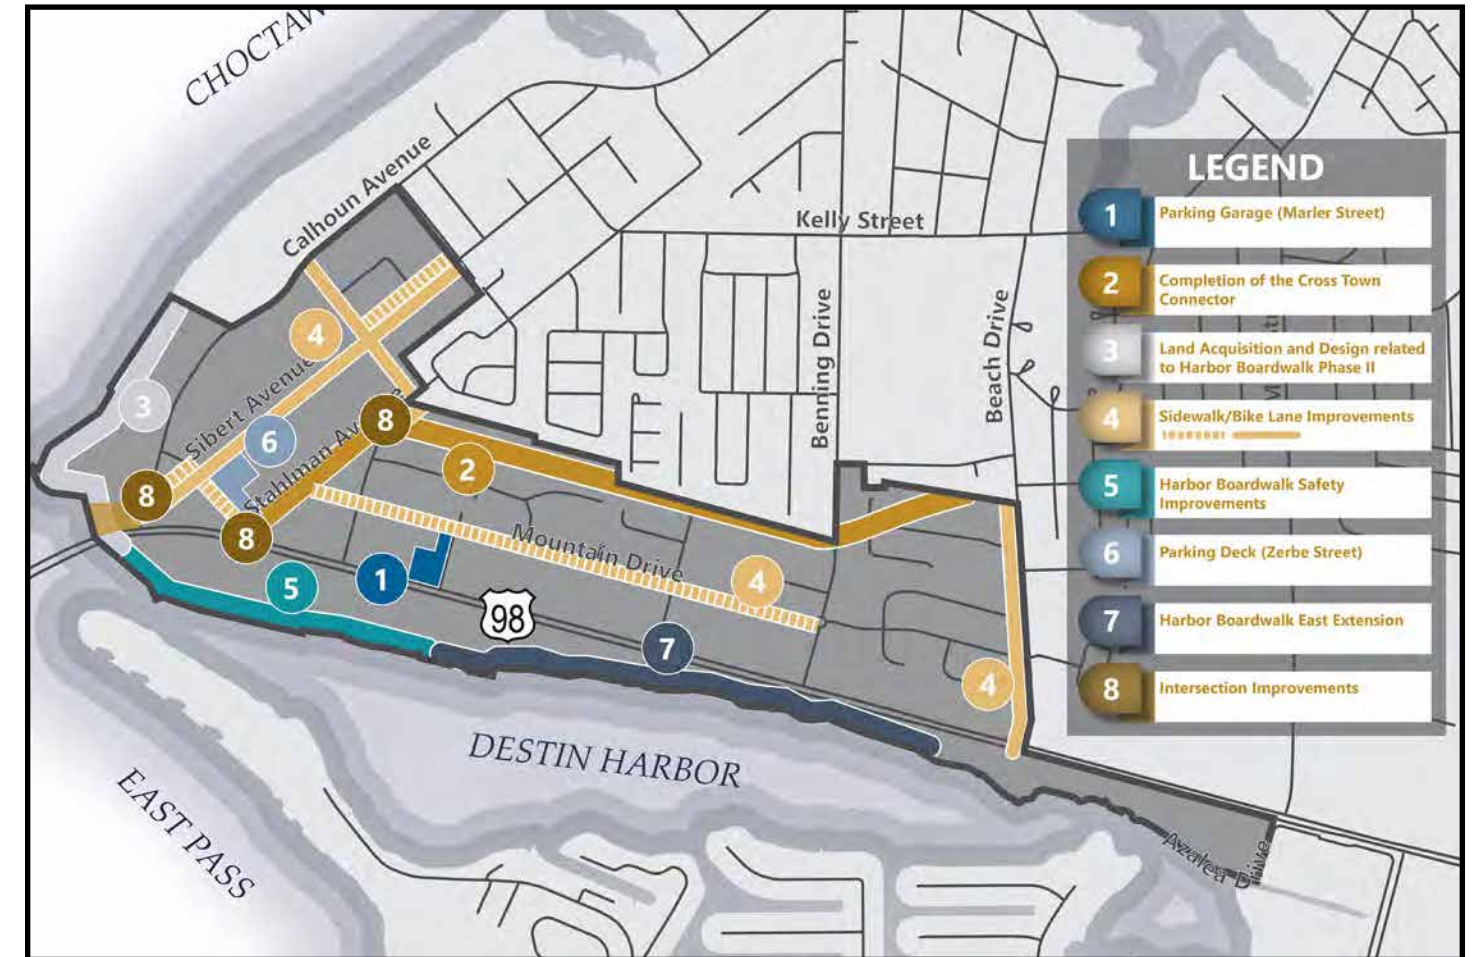 CHOCTAW
Calhoun Avenue
Kelly Street
LEGEND
1 Parking Garage (Marler Street)
2 Completion of the Cross Town
Connector
3 Land Acquisition and Design related
to Harbor Boardwalk Phase II
4 Sidewalk/Bike Lane Improvements
5 Harbor Boardwalk Safety
Improvements
6 Parking Deck (Zerbe Street)
7 Harbor Boardwalk East Extension
8 Intersection Improvements
Benning Drive
Beach Drive
4
3
Sibert Avenue
6
8
Stahlman Av
2
8
8
Mountain Drive
1
5
4
98
7
4
DESTIN HARBOR
EAST PASS
Azalea Drive